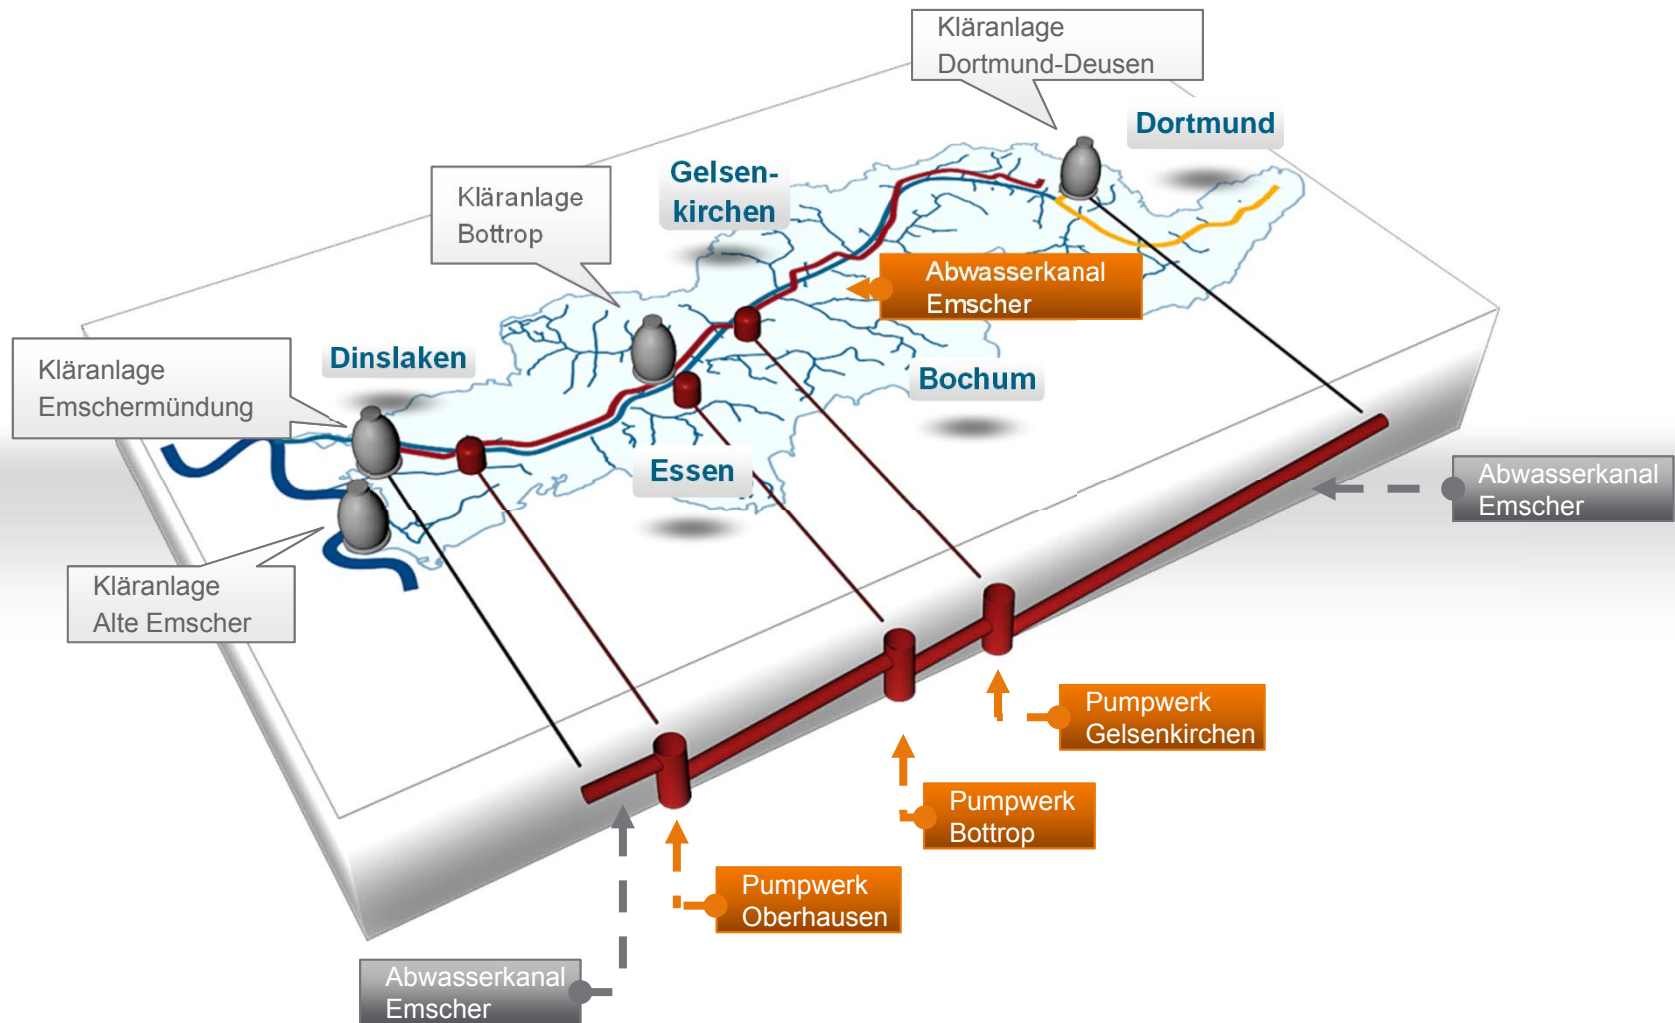 Kläranlage
Dortmund-Deusen
Dortmund
Gelsen-
kirchen
Kläranlage
Bottrop
Abwasserkanal
Emscher
Dinslaken
Kläranlage
Emschermündung
Bochum
Essen
Abwasserkanal
Emscher
Kläranlage
Alte Emscher
Pumpwerk
Gelsenkirchen
Pumpwerk
Bottrop
Pumpwerk
Oberhausen
Abwasserkanal
Emscher